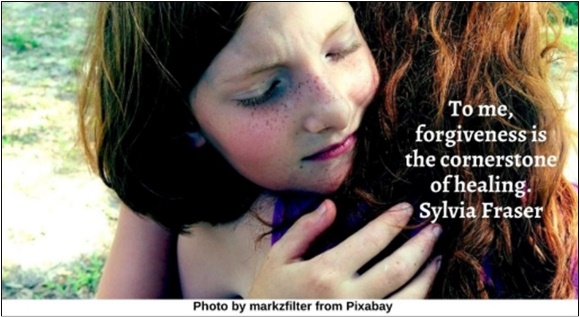 To me,
forgiveness is
the cornerstone
of healing.
Sylvia Fraser
Photo by markzfilter from Pixabay